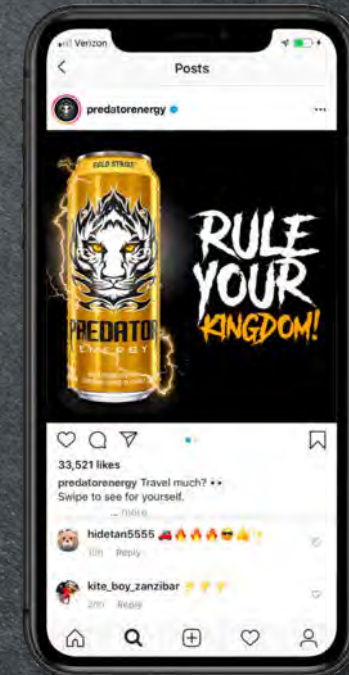 Verizon
Posts
predatorenergy
GOLD STRIKE
PREDATOR
ENERGY
RULE
YOUR
KINGDOM!
33,521 likes
predatorenergy Travel much? 👀
Swipe to see for yourself.
... more
hidetan5555 🚗🔥🔥🔥😎👍
Reply
kite_boy_zanzibar
Reply